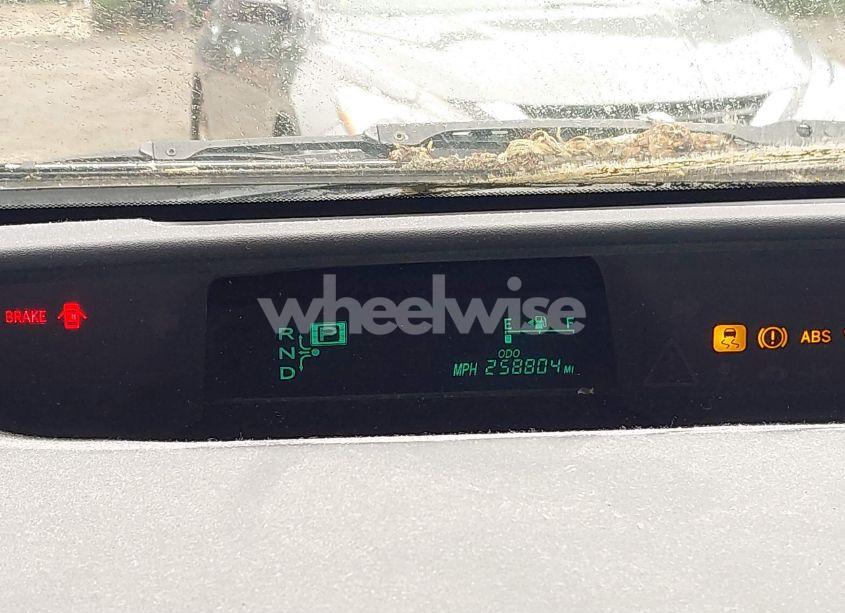 wheelwise
BRAKE
R P
N
D
E F
ODO
MPH 258804 MI
ABS